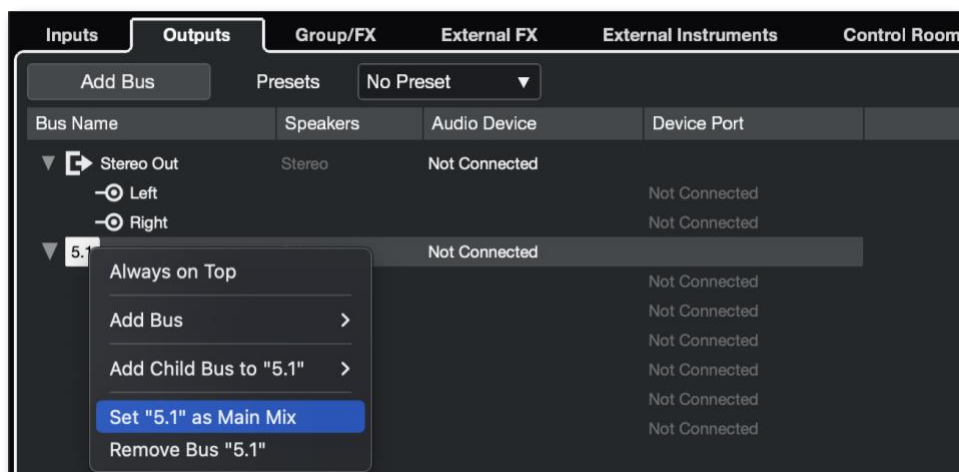 Inputs Outputs Group/FX External FX External Instruments Control Room
Add Bus Presets No Preset
Bus Name Speakers Audio Device Device Port
Stereo Out Stereo Not Connected
Left Not Connected
Right Not Connected
5.1 Not Connected
Always on Top Not Connected
Add Bus Not Connected
Not Connected
Add Child Bus to "5.1" Not Connected
Not Connected
Set "5.1" as Main Mix Not Connected
Remove Bus "5.1"